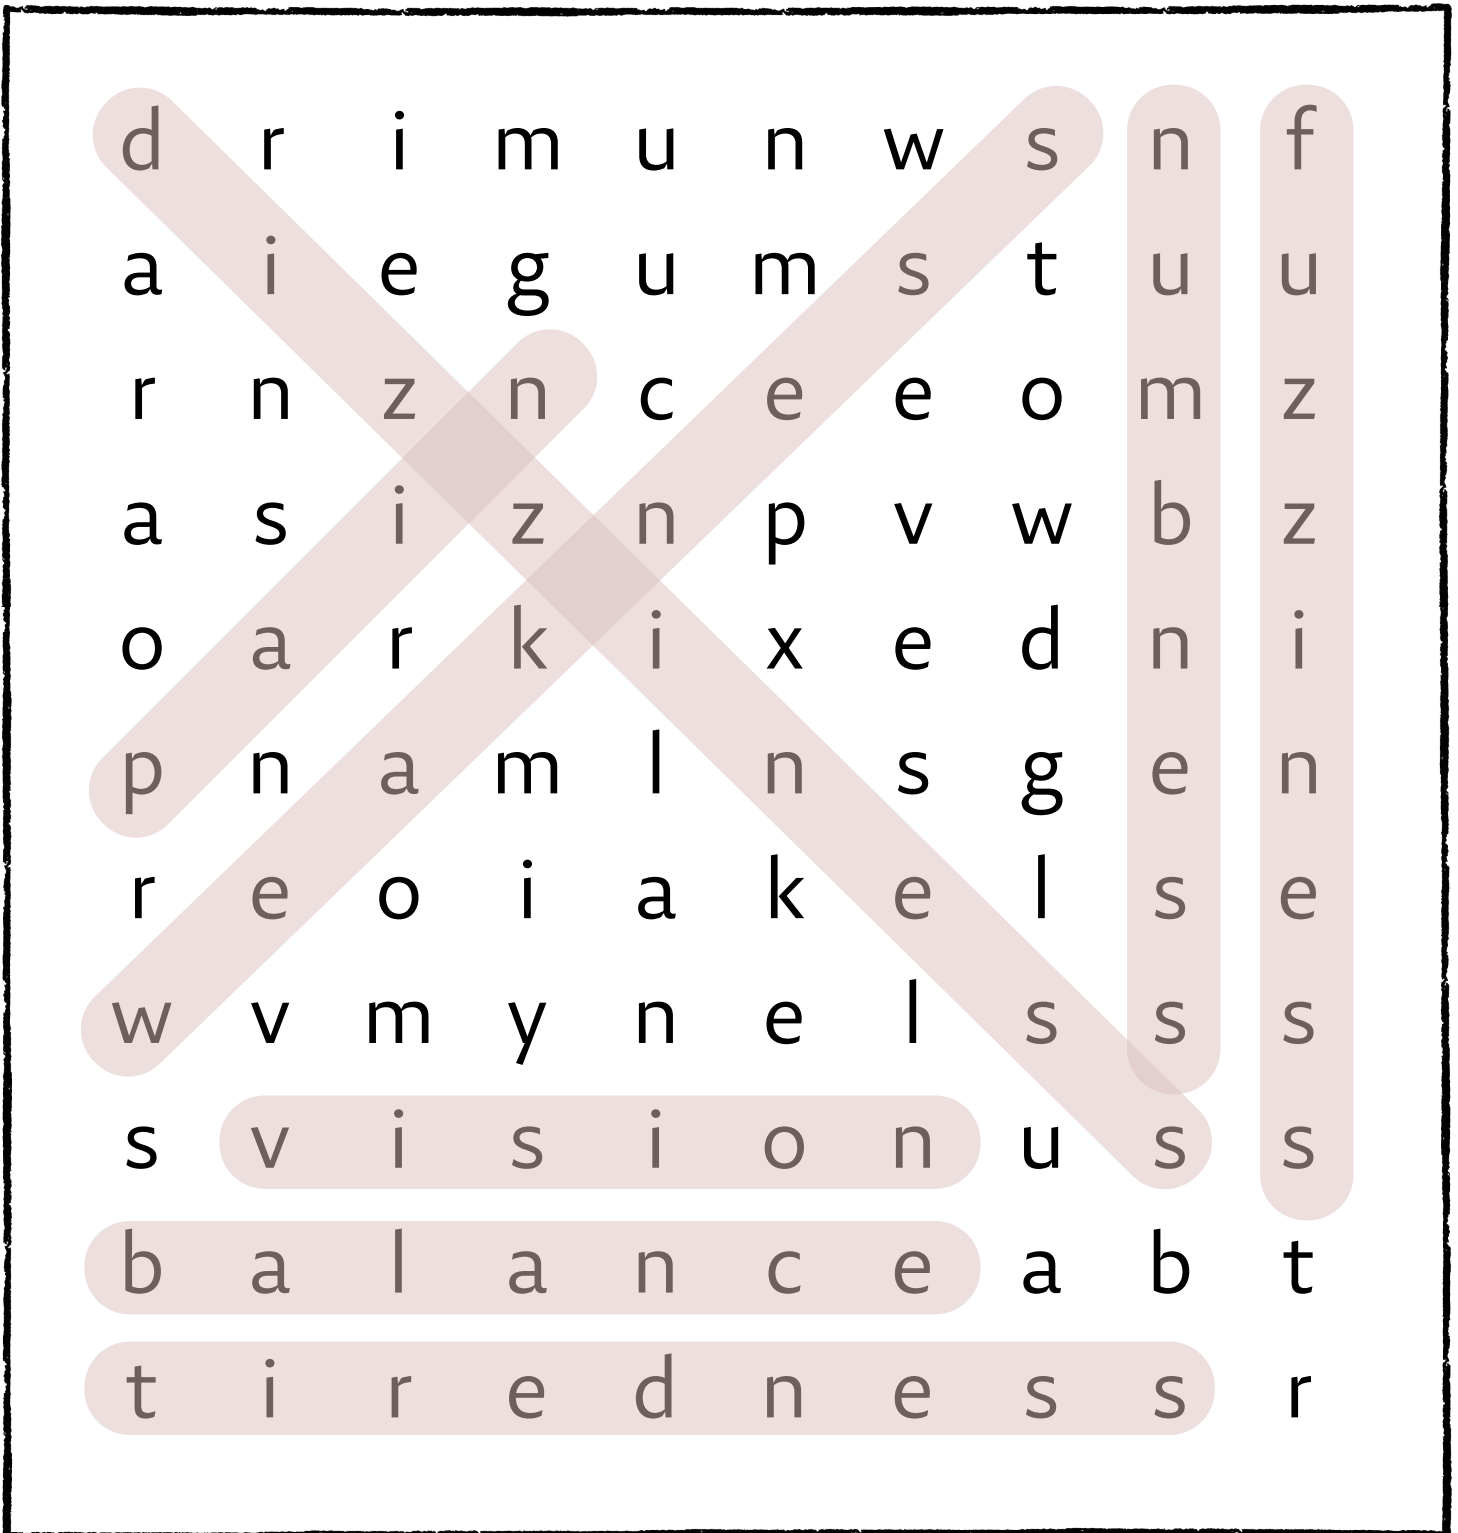 d r i m u n w s n f
a i e g u m s t u u
r n z n c e e o m z
a s i z n p v w b z
o a r k i x e d n i
p n a m l n s g e n
r e o i a k e l s e
w v m y n e l s s s
s v i s i o n u s s
b a l a n c e a b t
t i r e d n e s s r